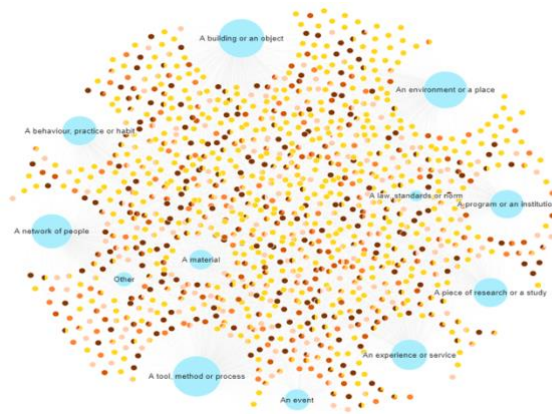 A building or an object
An environment or a place
A behaviour, practice or habit
A law, standards or norm
A program or an institution
A network of people
A material
Other
A piece of research or a study
An experience or service
A tool, method or process
An event